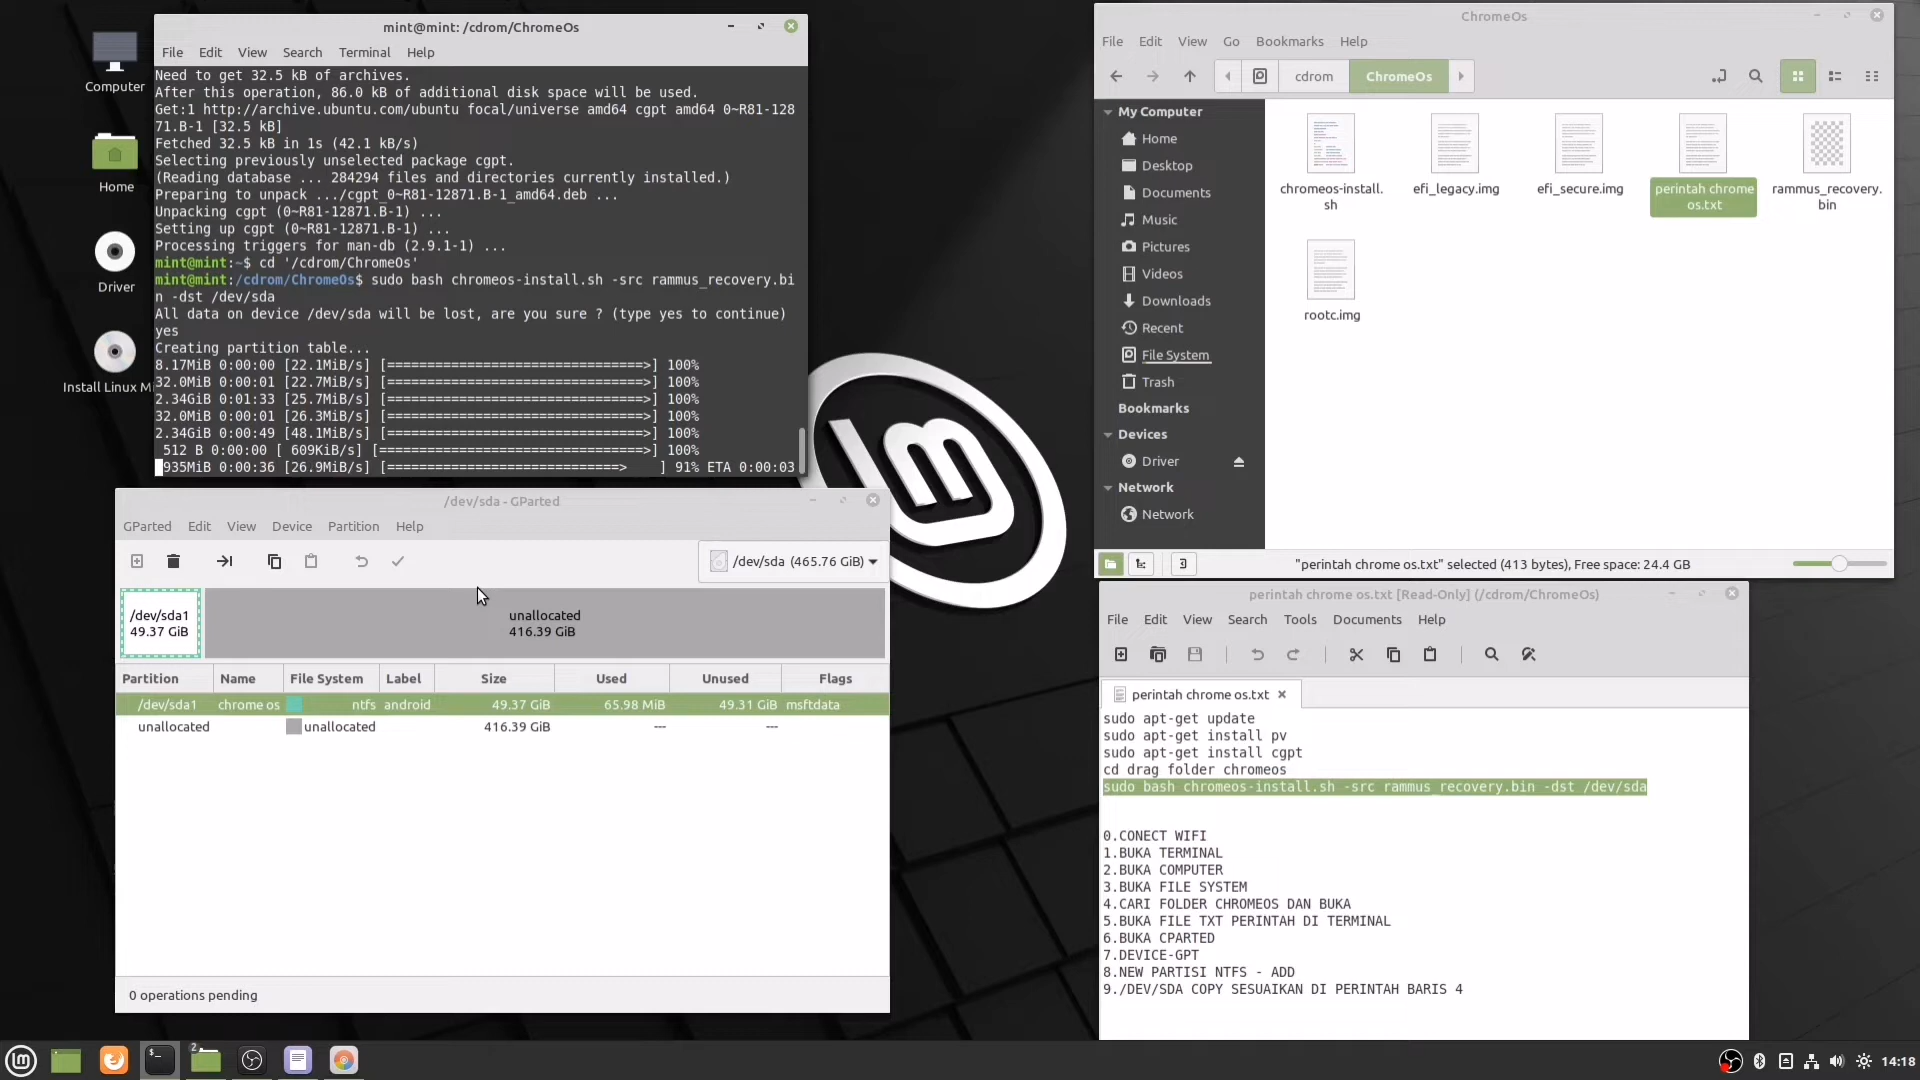 Computer
Home
Driver
Install Linux Mi
mint@mint: /cdrom/ChromeOs
File Edit View Search Terminal Help
Need to get 32.5 kB of archives.
After this operation, 86.0 kB of additional disk space will be used.
Get:1 http://archive.ubuntu.com/ubuntu focal/universe amd64 cgpt amd64 0~R81-128
71.B-1 [32.5 kB]
Fetched 32.5 kB in 1s (42.1 kB/s)
Selecting previously unselected package cgpt.
(Reading database ... 284294 files and directories currently installed.)
Preparing to unpack .../cgpt_0~R81-12871.B-1_amd64.deb ...
Unpacking cgpt (0~R81-12871.B-1) ...
Setting up cgpt (0~R81-12871.B-1) ...
Processing triggers for man-db (2.9.1-1) ...
mint@mint:~$ cd '/cdrom/ChromeOs'
mint@mint:/cdrom/ChromeOs$ sudo bash chromeos-install.sh -src rammus_recovery.bi
n -dst /dev/sda
All data on device /dev/sda will be lost, are you sure ? (type yes to continue)
yes
Creating partition table...
8.17MiB 0:00:00 [22.1MiB/s] [================================>] 100%
32.0MiB 0:00:01 [22.7MiB/s] [================================>] 100%
2.34GiB 0:01:33 [25.7MiB/s] [================================>] 100%
32.0MiB 0:00:01 [26.3MiB/s] [================================>] 100%
2.34GiB 0:00:49 [48.1MiB/s] [================================>] 100%
512 B 0:00:00 [ 609KiB/s] [=================================>] 100%
935MiB 0:00:36 [26.9MiB/s] [=============================>    ] 91% ETA 0:00:03
/dev/sda - GParted
GParted Edit View Device Partition Help
/dev/sda (465.76 GiB)
/dev/sda1
49.37 GiB
unallocated
416.39 GiB
Partition Name File System Label Size Used Unused Flags
/dev/sda1 chrome os ntfs android 49.37 GiB 65.98 MiB 49.31 GiB msftdata
unallocated unallocated 416.39 GiB --- ---
0 operations pending
ChromeOs
File Edit View Go Bookmarks Help
cdrom ChromeOs
My Computer
Home
Desktop
Documents
Music
Pictures
Videos
Downloads
Recent
File System
Trash
Bookmarks
Devices
Driver
Network
Network
chromeos-install.
sh
efi_legacy.img
efi_secure.img
perintah chrome
os.txt
rammus_recovery.
bin
rootc.img
"perintah chrome os.txt" selected (413 bytes), Free space: 24.4 GB
perintah chrome os.txt [Read-Only] (/cdrom/ChromeOs)
File Edit View Search Tools Documents Help
perintah chrome os.txt
sudo apt-get update
sudo apt-get install pv
sudo apt-get install cgpt
cd drag folder chromeos
sudo bash chromeos-install.sh -src rammus_recovery.bin -dst /dev/sda
0.CONECT WIFI
1.BUKA TERMINAL
2.BUKA COMPUTER
3.BUKA FILE SYSTEM
4.CARI FOLDER CHROMEOS DAN BUKA
5.BUKA FILE TXT PERINTAH DI TERMINAL
6.BUKA CPARTED
7.DEVICE-GPT
8.NEW PARTISI NTFS - ADD
9./DEV/SDA COPY SESUAIKAN DI PERINTAH BARIS 4
2
14:18